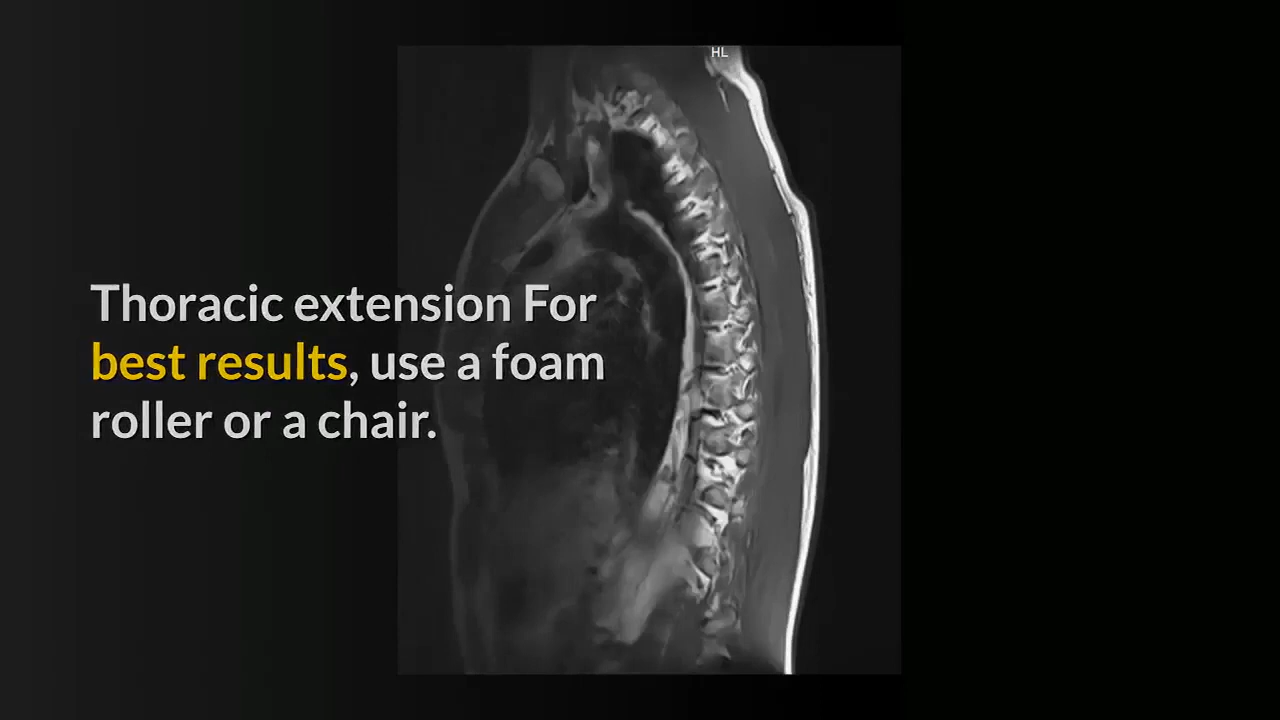 HL
Thoracic extension For
best results, use a foam
roller or a chair.